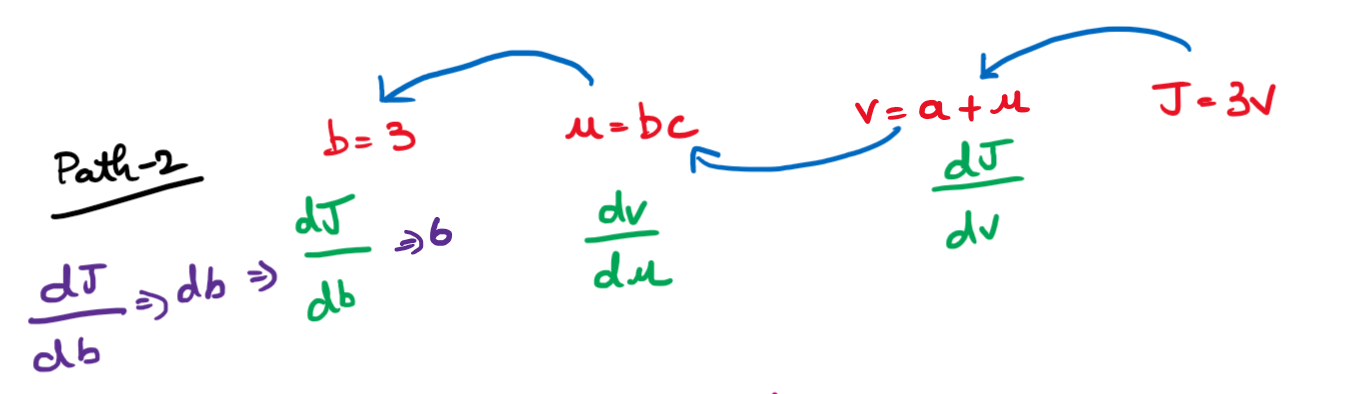 b = 3 u = bc v = a + u J = 3v
Path-2
dJ/db ⇒ db ⇒ dJ/db ⇒ 6 dv/du dJ/dv